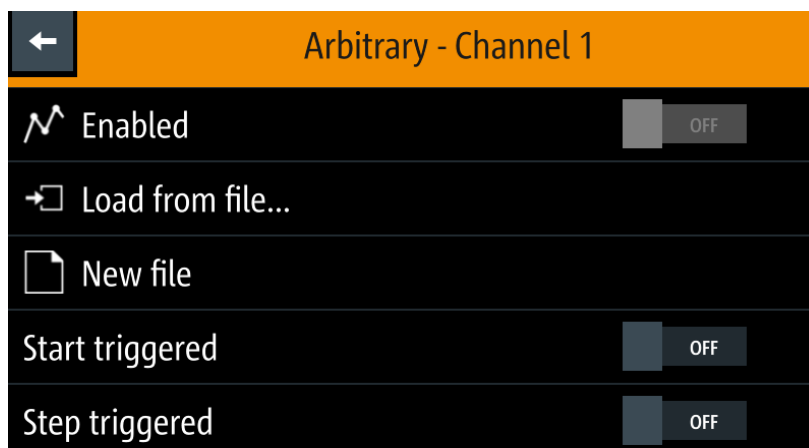 Arbitrary - Channel 1
Enabled OFF
Load from file...
New file
Start triggered OFF
Step triggered OFF